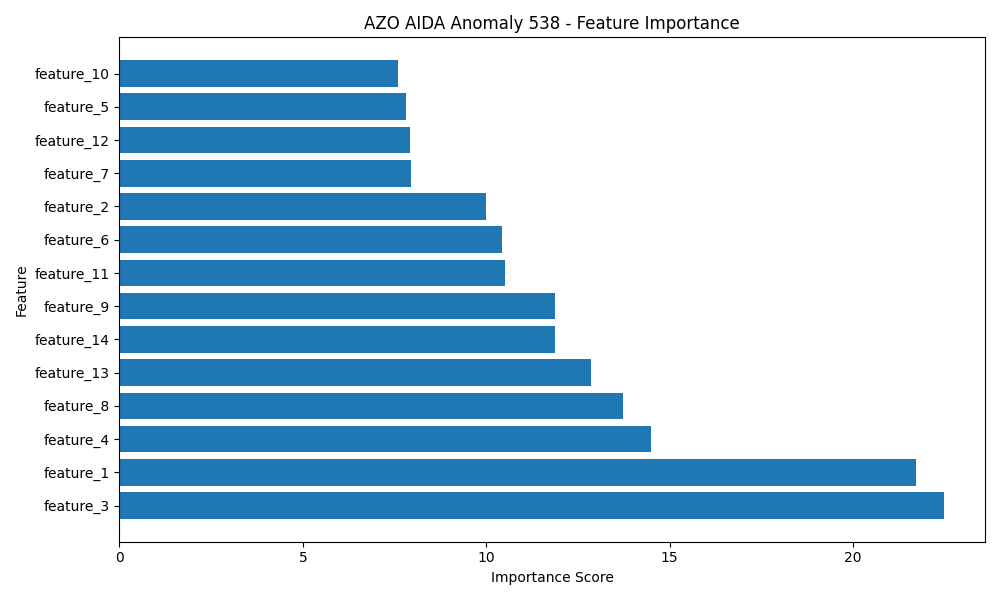 AZO AIDA Anomaly 538 - Feature Importance
feature_10
feature_5
feature_12
feature_7
feature_2
feature_6
feature_11
feature_9
feature_14
feature_13
feature_8
feature_4
feature_1
feature_3
Feature
0 5 10 15 20
Importance Score